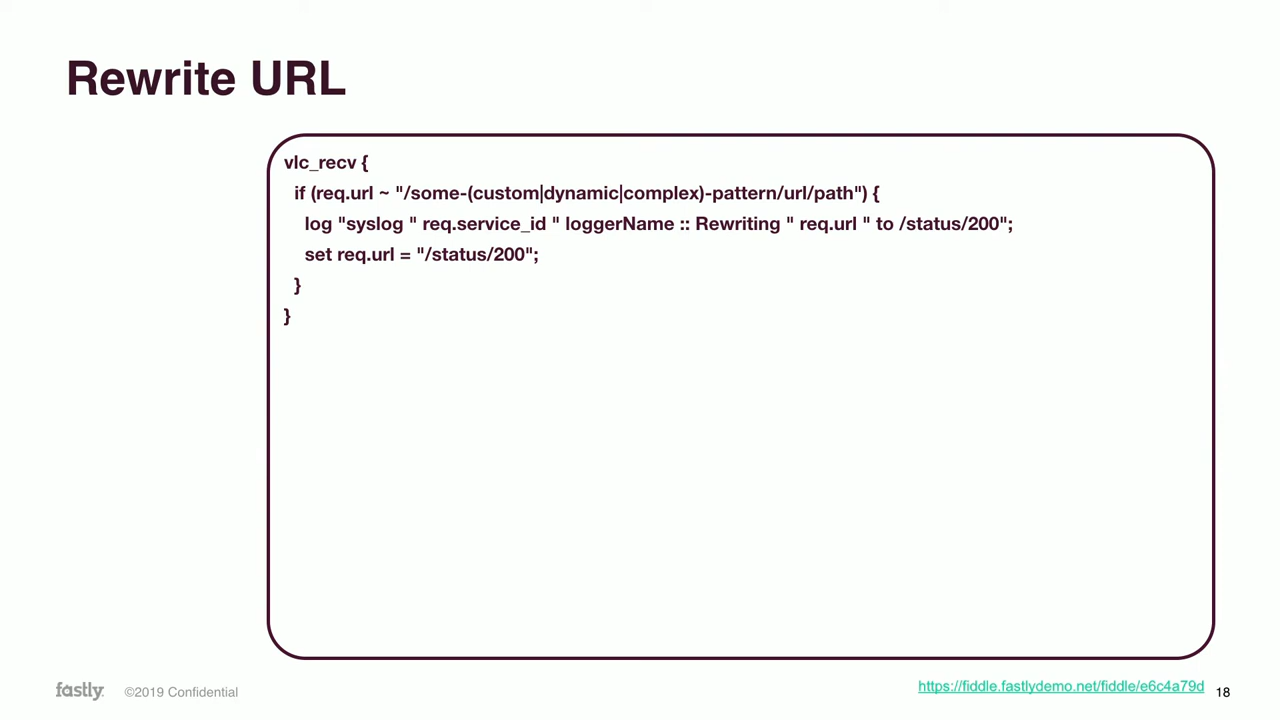 Rewrite URL
vlc_recv {
if (req.url ~ "/some-(custom|dynamic|complex)-pattern/url/path") {
log "syslog " req.service_id " loggerName :: Rewriting " req.url " to /status/200";
set req.url = "/status/200";
}
}
fastly
©2019 Confidential
https://fiddle.fastlydemo.net/fiddle/e6c4a79d
18